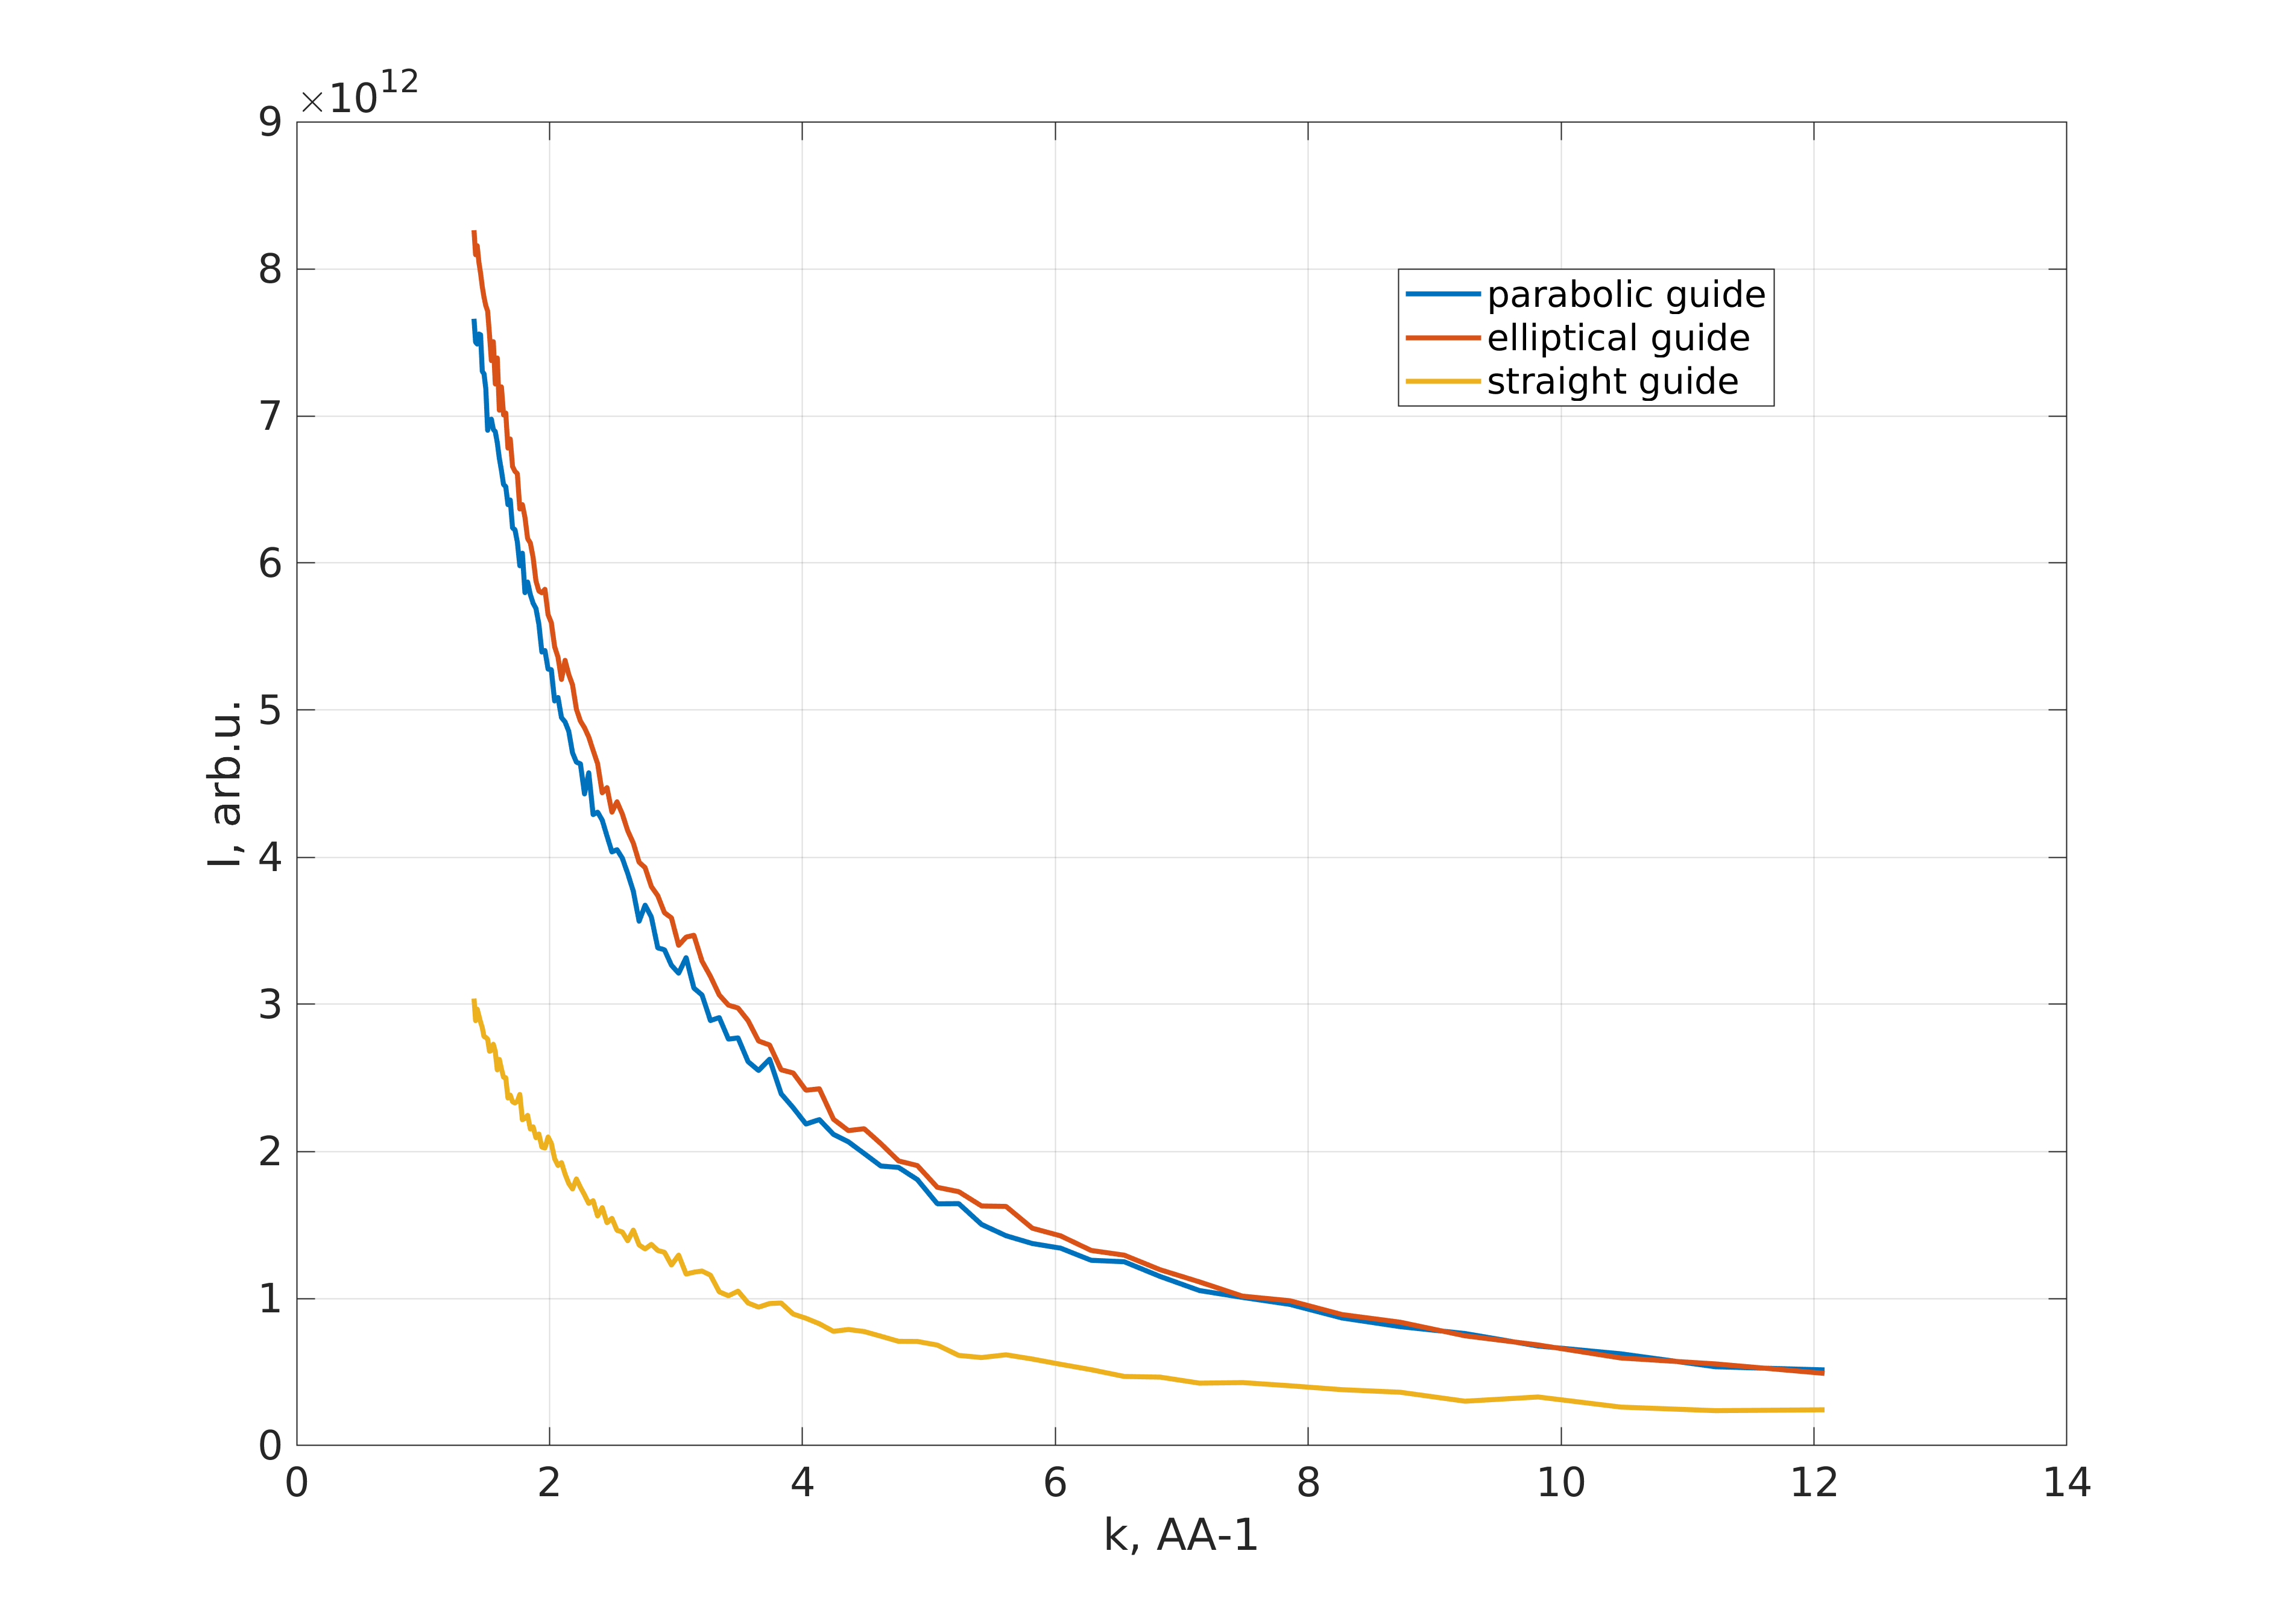 ×10^12
9
8
7
6
5
4
3
2
1
0
I, arb.u.
parabolic guide
elliptical guide
straight guide
0 2 4 6 8 10 12 14
k, AA-1